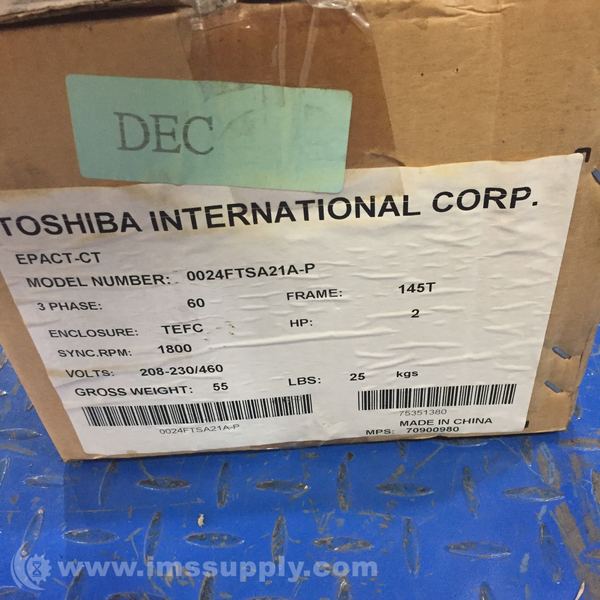 DEC
TOSHIBA INTERNATIONAL CORP.
EPACT-CT
MODEL NUMBER: 0024FTSA21A-P
3 PHASE: 60 FRAME: 145T
ENCLOSURE: TEFC HP: 2
SYNC.RPM: 1800
VOLTS: 208-230/460
GROSS WEIGHT: 55 LBS: 25 kgs
0024FTSA21A-P
75351380
MADE IN CHINA
MPS: 70900980
www.imssupply.com